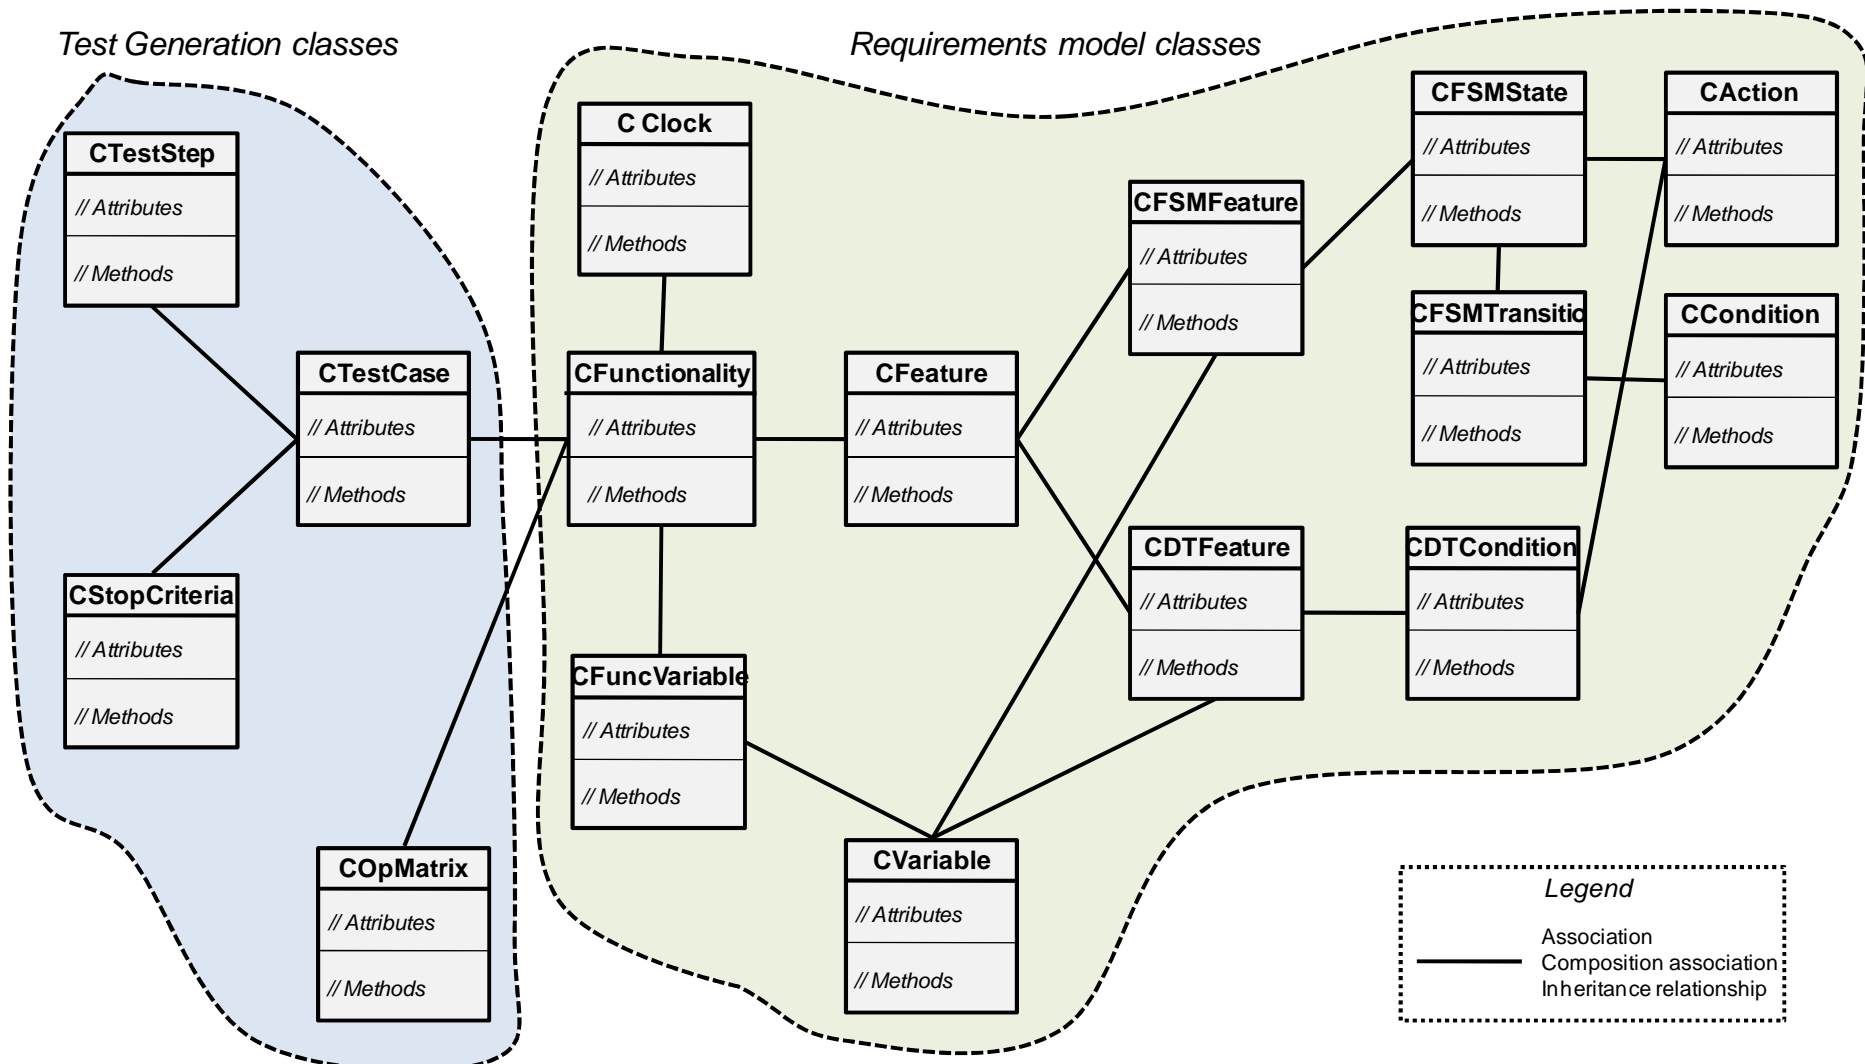 Test Generation classes
Requirements model classes
CTestStep
// Attributes
// Methods
CTestCase
// Attributes
// Methods
CStopCriteria
// Attributes
// Methods
COpMatrix
// Attributes
// Methods
C Clock
// Attributes
// Methods
CFunctionality
// Attributes
// Methods
CFuncVariable
// Attributes
// Methods
CFeature
// Attributes
// Methods
CVariable
// Attributes
// Methods
CFSMFeature
// Attributes
// Methods
CDTFeature
// Attributes
// Methods
CFSMState
// Attributes
// Methods
CFSMTransitio
// Attributes
// Methods
CDTCondition
// Attributes
// Methods
CAction
// Attributes
// Methods
CCondition
// Attributes
// Methods
Legend
Association
Composition association
Inheritance relationship